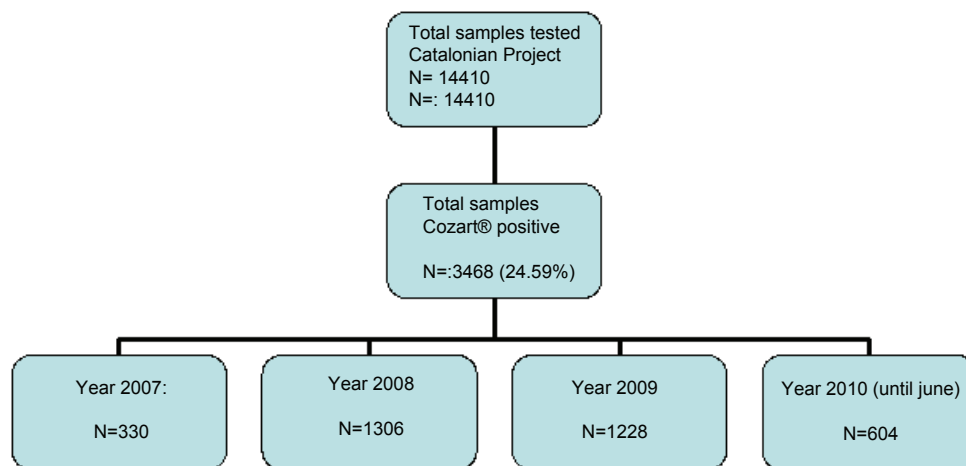 Total samples tested
Catalonian Project
N= 14410
N=: 14410
Total samples
Cozart® positive
N=:3468 (24.59%)
Year 2007:
N=330
Year 2008
N=1306
Year 2009
N=1228
Year 2010 (until june)
N=604